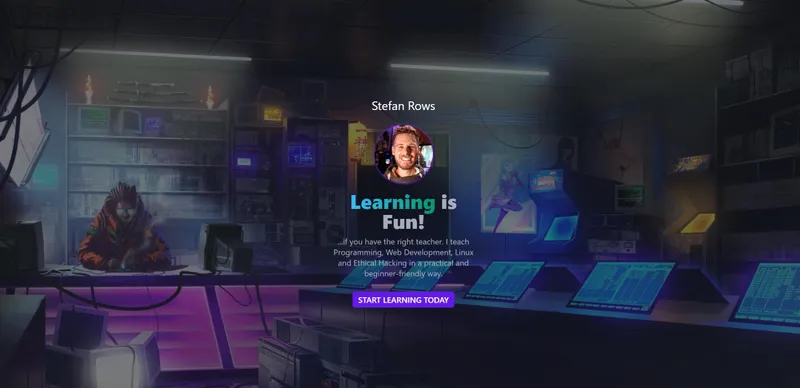 Stefan Rows
Learning is
Fun!
...if you have the right teacher. I teach
Programming, Web Development, Linux
and Ethical Hacking in a practical and
beginner-friendly way.
START LEARNING TODAY